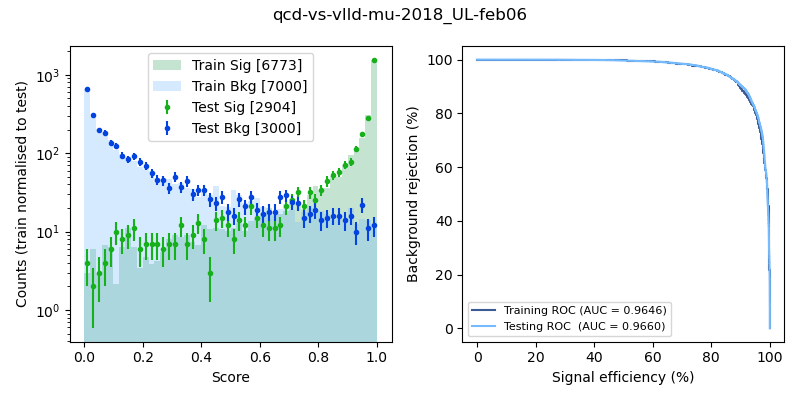 qcd-vs-vlld-mu-2018_UL-feb06
Counts (train normalised to test)
10³
10²
10¹
10⁰
Train Sig [6773]
Train Bkg [7000]
Test Sig [2904]
Test Bkg [3000]
0.0 0.2 0.4 0.6 0.8 1.0
Score
Background rejection (%)
100
80
60
40
20
0
Training ROC (AUC = 0.9646)
Testing ROC (AUC = 0.9660)
0 20 40 60 80 100
Signal efficiency (%)